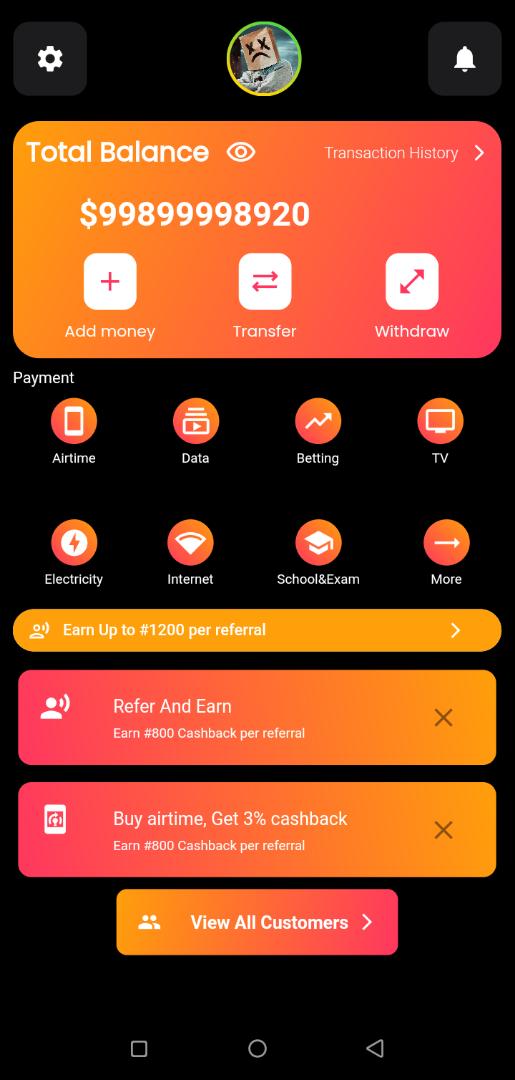 Total Balance
Transaction History
$99899998920
Add money
Transfer
Withdraw
Payment
Airtime
Data
Betting
TV
Electricity
Internet
School&Exam
More
Earn Up to #1200 per referral
Refer And Earn
Earn #800 Cashback per referral
Buy airtime, Get 3% cashback
Earn #800 Cashback per referral
View All Customers